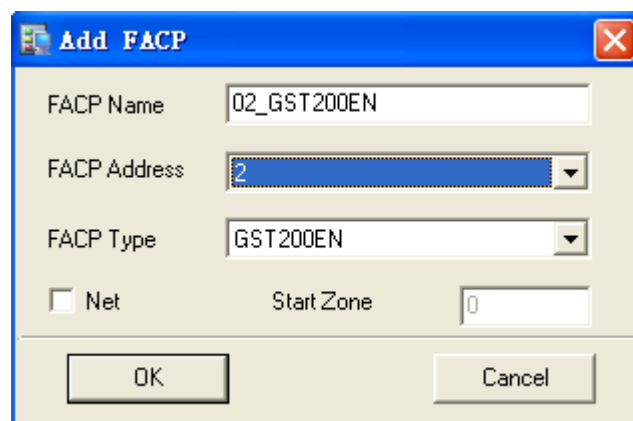 Add FACP
FACP Name 02_GST200EN
FACP Address 2
FACP Type GST200EN
Net Start Zone 0
OK Cancel